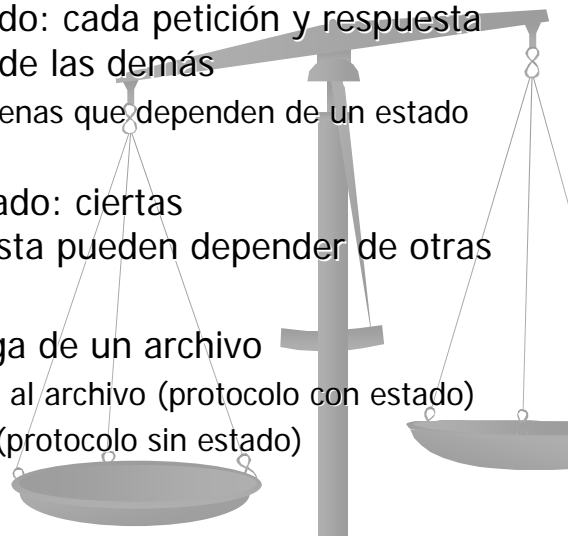 do: cada petición y respuesta
de las demás
enas que dependen de un estado
ado: ciertas
sta pueden depender de otras
ga de un archivo
al archivo (protocolo con estado)
(protocolo sin estado)